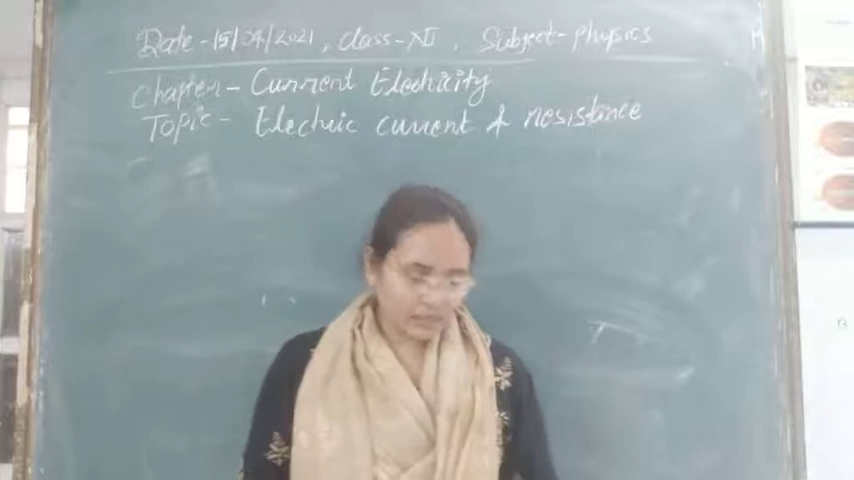 Date - 15/04/2021, Class - XII, Subject - Physics
Chapter - Current Electricity
Topic - Electric current & resistance